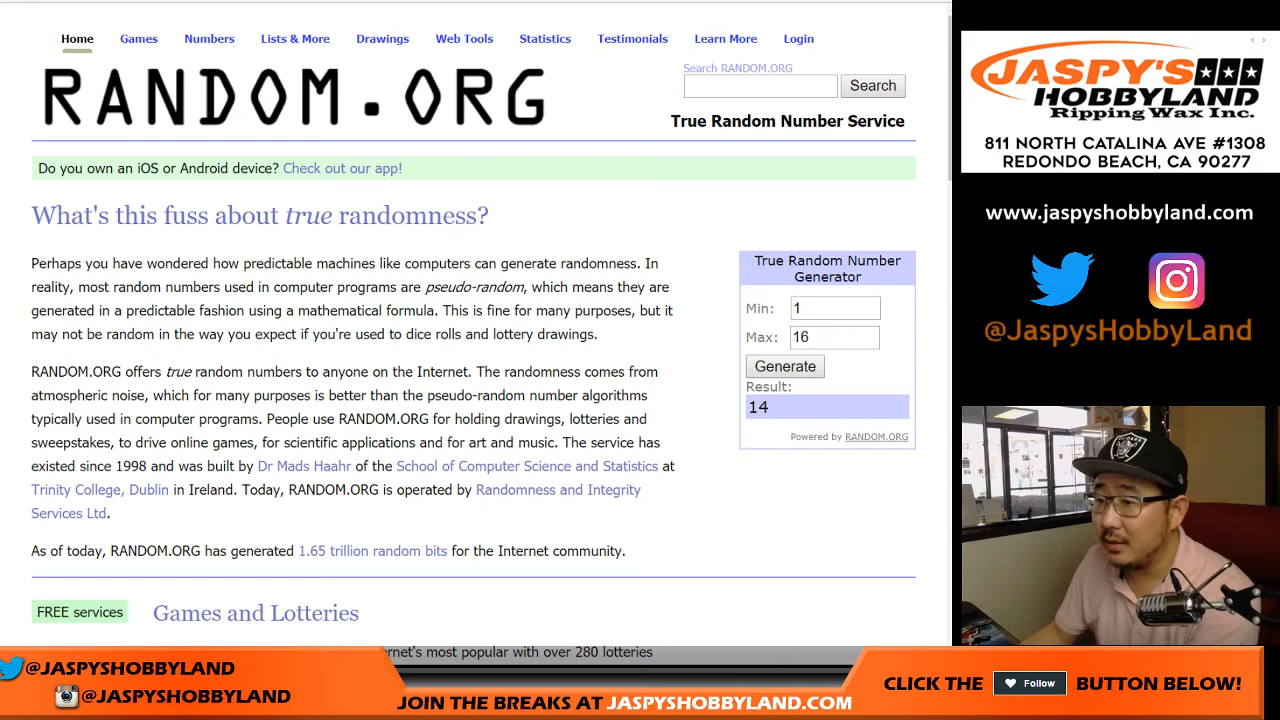 Home Games Numbers Lists & More Drawings Web Tools Statistics Testimonials Learn More Login
RANDOM.ORG
Search RANDOM.ORG
Search
True Random Number Service
Do you own an iOS or Android device? Check out our app!
What's this fuss about true randomness?
Perhaps you have wondered how predictable machines like computers can generate randomness. In
reality, most random numbers used in computer programs are pseudo-random, which means they are
generated in a predictable fashion using a mathematical formula. This is fine for many purposes, but it
may not be random in the way you expect if you're used to dice rolls and lottery drawings.
RANDOM.ORG offers true random numbers to anyone on the Internet. The randomness comes from
atmospheric noise, which for many purposes is better than the pseudo-random number algorithms
typically used in computer programs. People use RANDOM.ORG for holding drawings, lotteries and
sweepstakes, to drive online games, for scientific applications and for art and music. The service has
existed since 1998 and was built by Dr Mads Haahr of the School of Computer Science and Statistics at
Trinity College, Dublin in Ireland. Today, RANDOM.ORG is operated by Randomness and Integrity
Services Ltd.
As of today, RANDOM.ORG has generated 1.65 trillion random bits for the Internet community.
True Random Number
Generator
Min: 1
Max: 16
Generate
Result:
14
Powered by RANDOM.ORG
FREE services
Games and Lotteries
ernet's most popular with over 280 lotteries
JASPY'S
HOBBYLAND
Ripping Wax Inc.
811 NORTH CATALINA AVE #1308
REDONDO BEACH, CA 90277
www.jaspyshobbyland.com
@JaspysHobbyLand
@JASPYSHOBBYLAND
@JASPYSHOBBYLAND
JOIN THE BREAKS AT JASPYSHOBBYLAND.COM
CLICK THE Follow BUTTON BELOW!